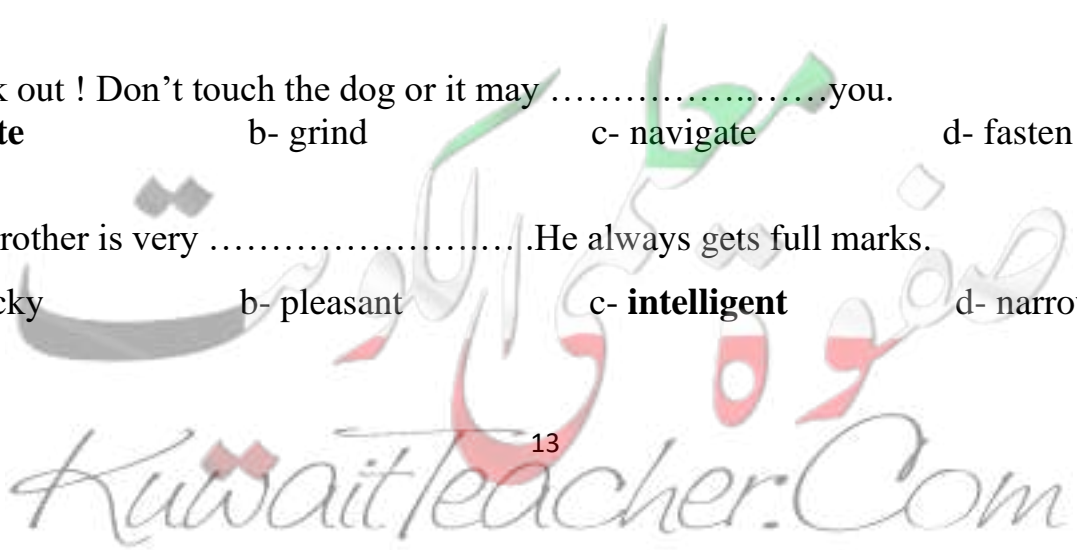 k out ! Don’t touch the dog or it may ……………..……you.
te b- grind c- navigate d- fasten
rother is very …………………… .He always gets full marks.
cky b- pleasant c- intelligent d- narro
13
KuwaitTeacher.Com